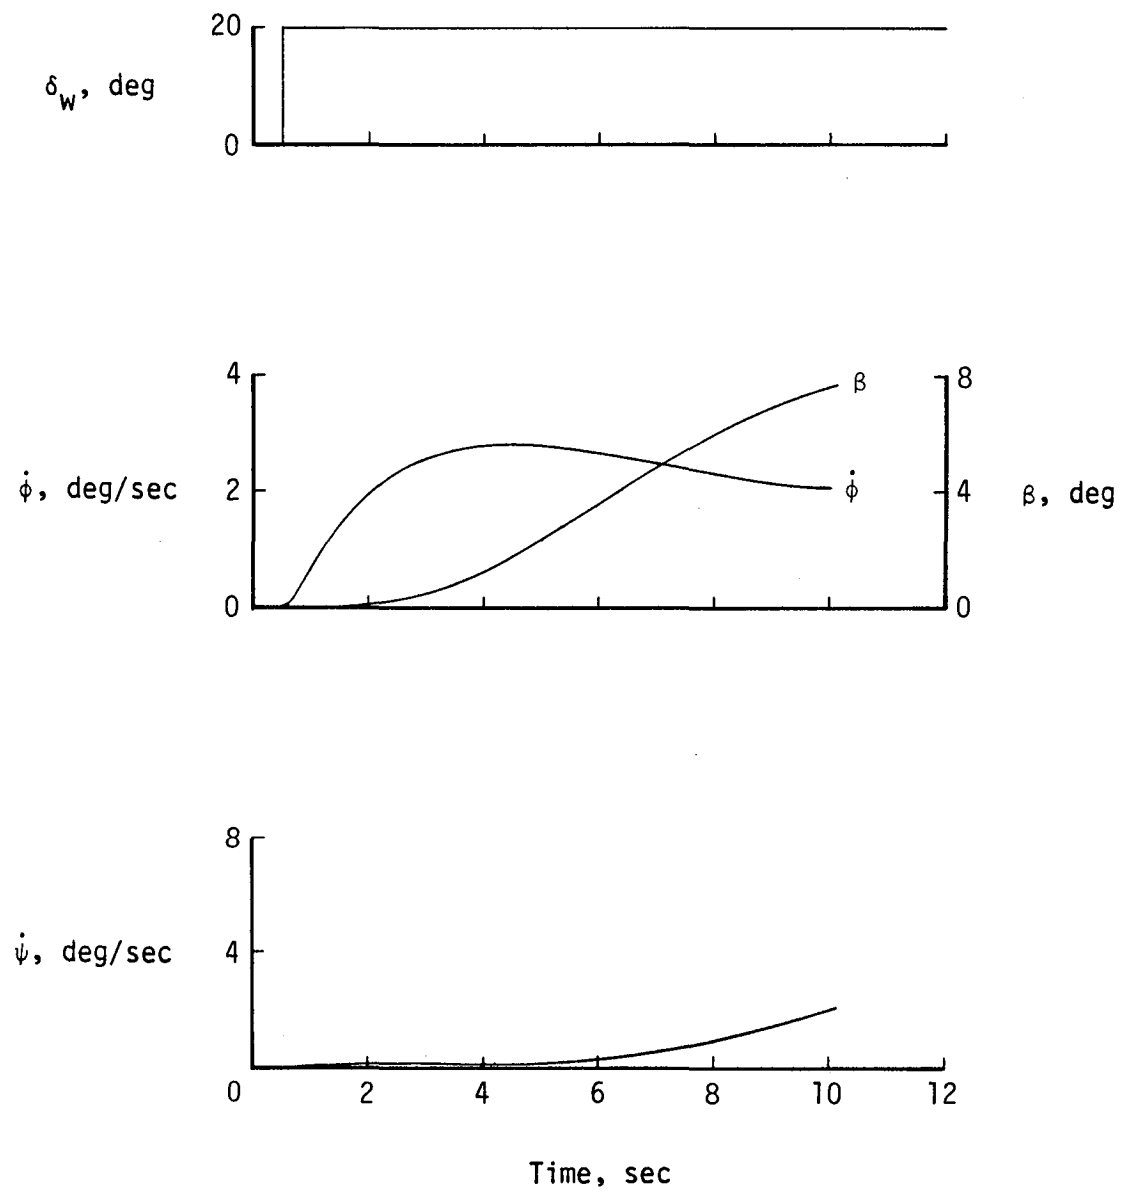 20
δw, deg
0
4
β
8
φ̇, deg/sec
2
φ̇
4
β, deg
0
0
8
ψ̇, deg/sec
4
0 2 4 6 8 10 12
Time, sec